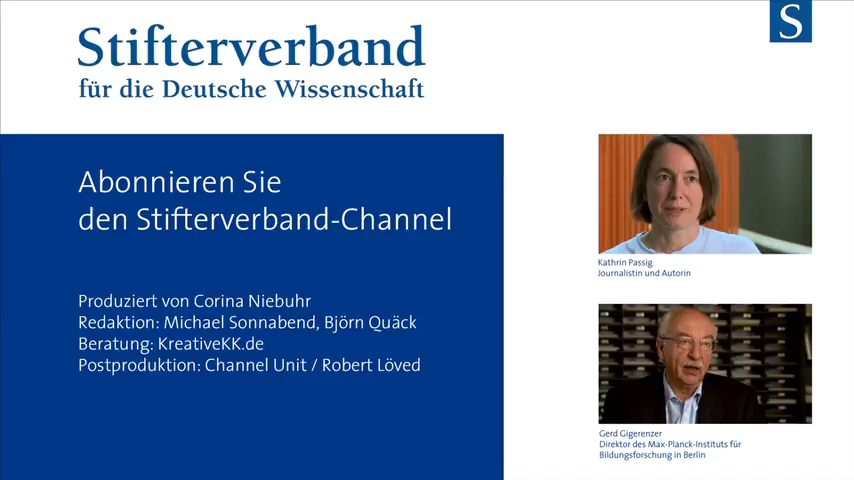 S
Stifterverband
für die Deutsche Wissenschaft
Abonnieren Sie
den Stifterverband-Channel
Produziert von Corina Niebuhr
Redaktion: Michael Sonnabend, Björn Quäck
Beratung: KreativeKK.de
Postproduktion: Channel Unit / Robert Löved
Kathrin Passig
Journalistin und Autorin
Gerd Gigerenzer
Direktor des Max-Planck-Instituts für
Bildungsforschung in Berlin